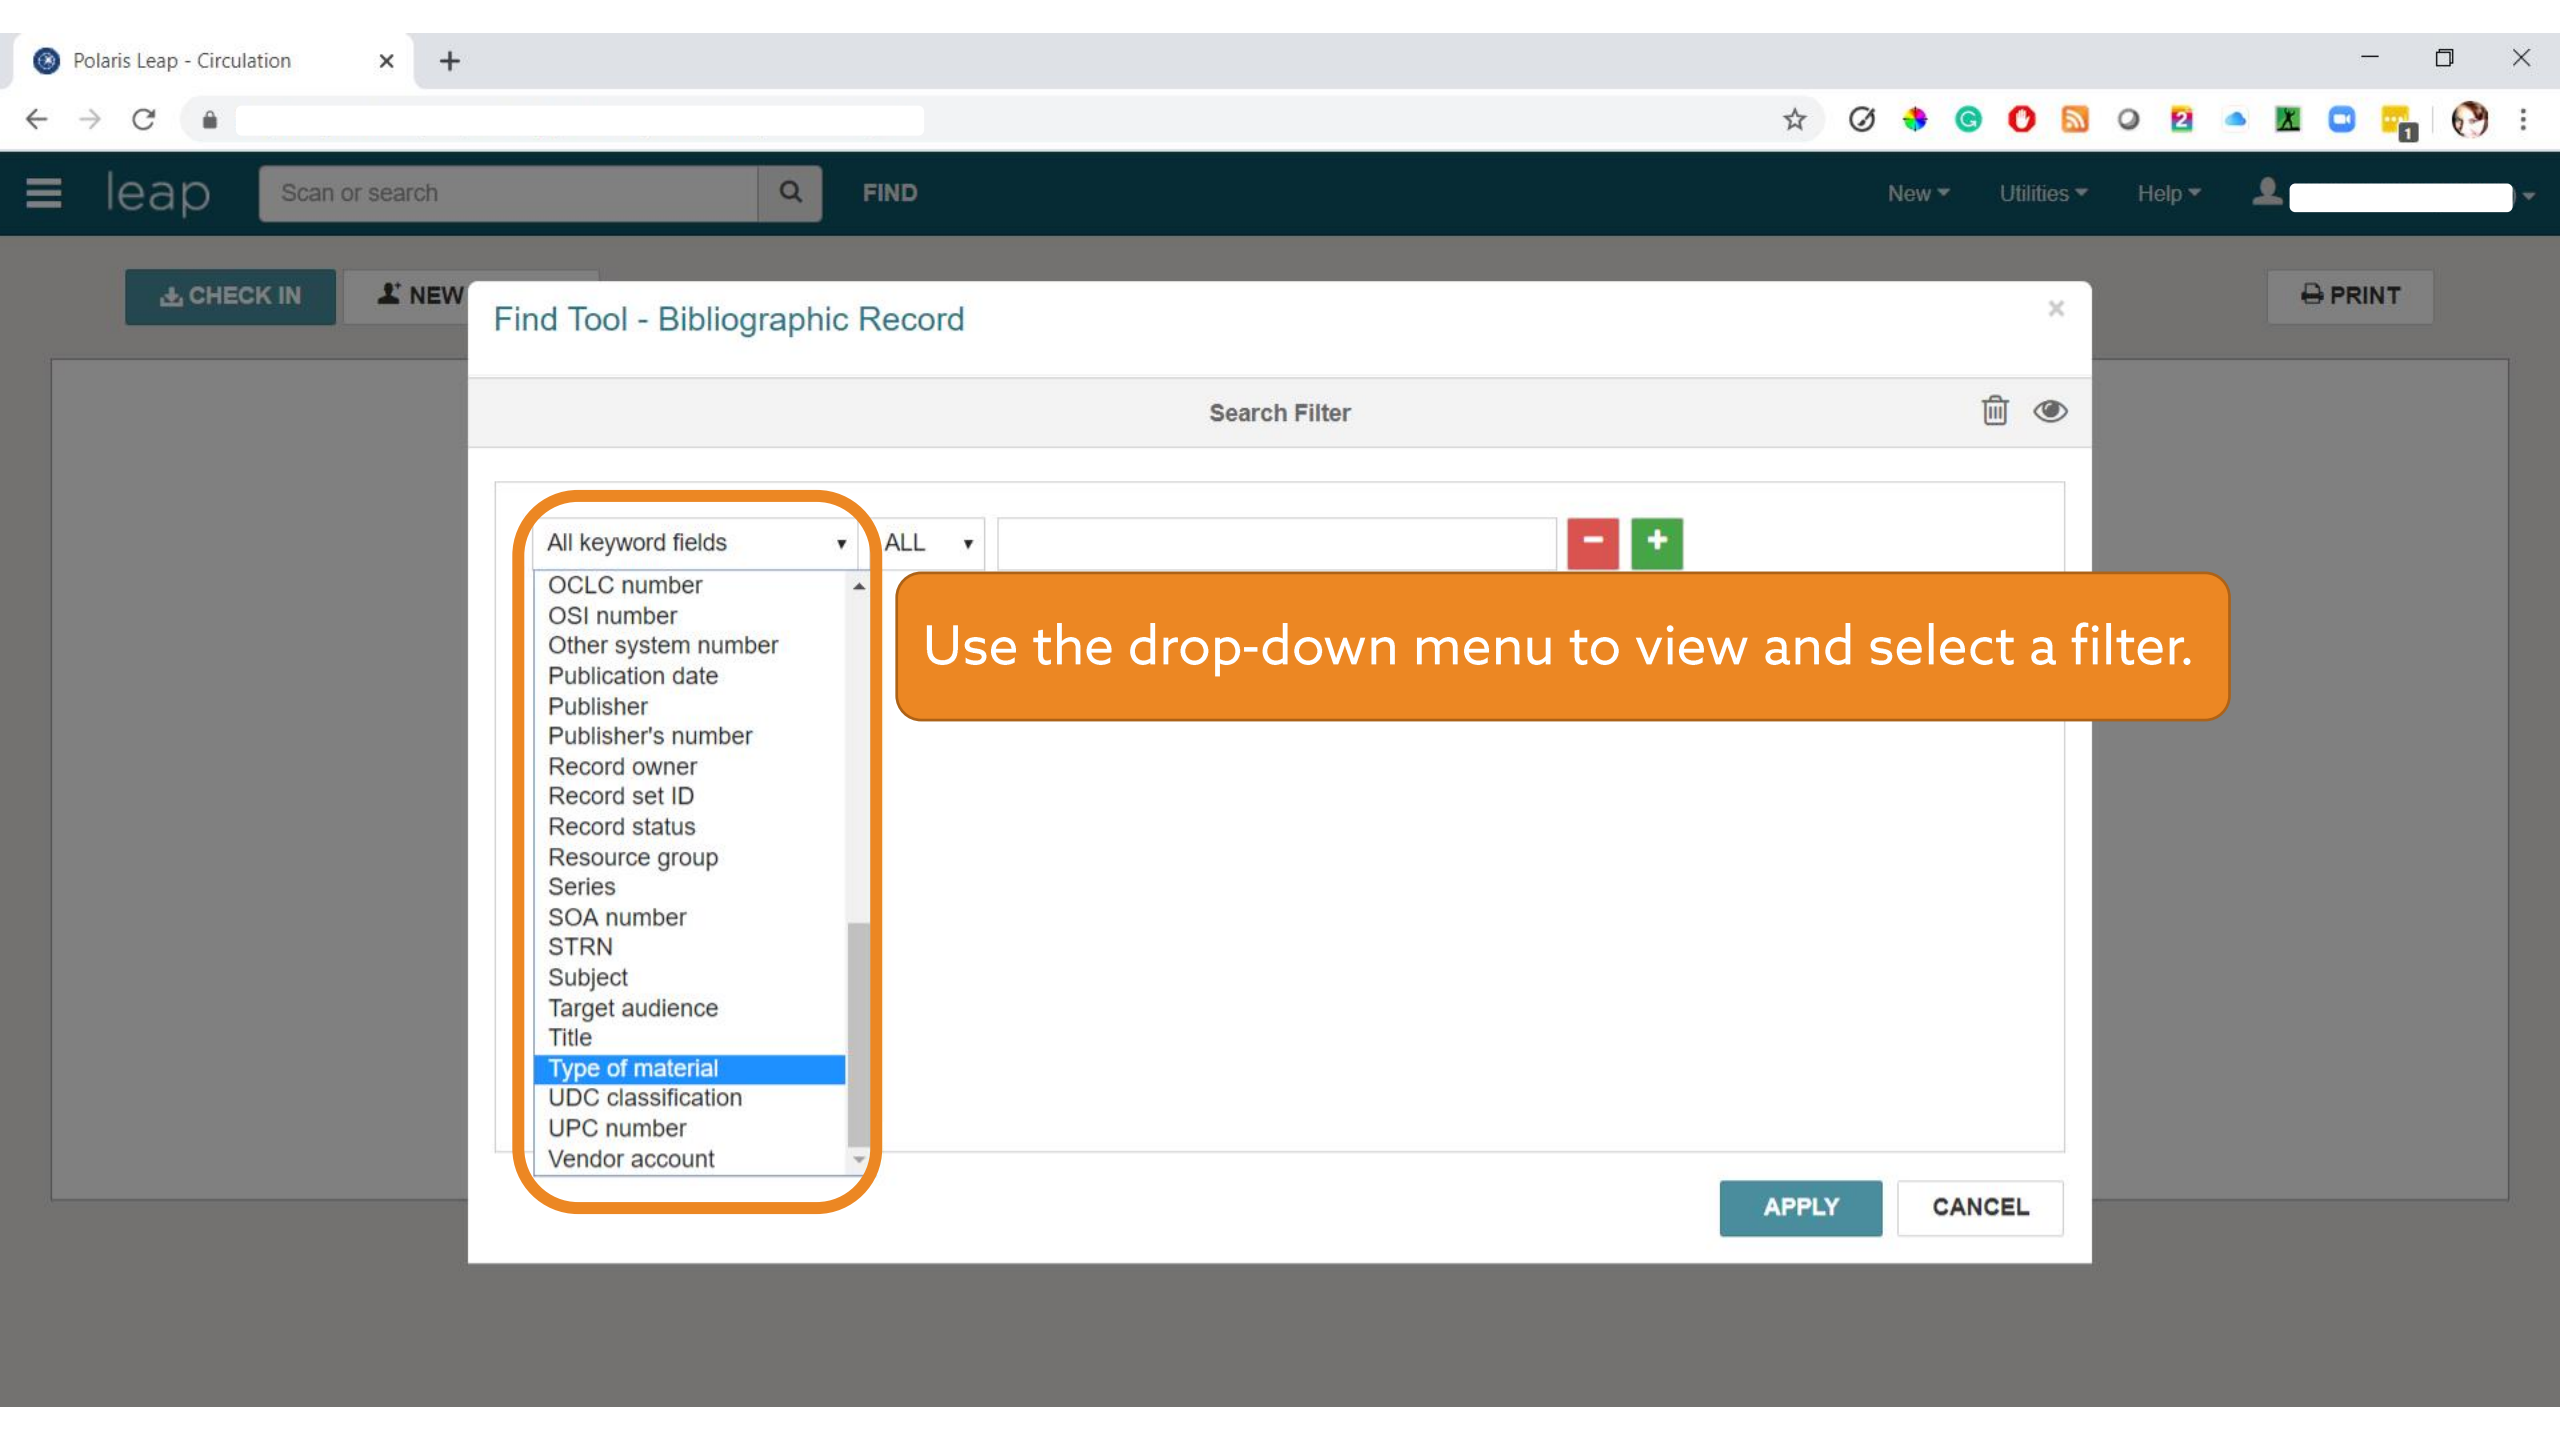 Polaris Leap - Circulation
leap
Scan or search
FIND
New
Utilities
Help
CHECK IN
NEW
PRINT
Find Tool - Bibliographic Record
Search Filter
All keyword fields
ALL
OCLC number
OSI number
Other system number
Publication date
Publisher
Publisher's number
Record owner
Record set ID
Record status
Resource group
Series
SOA number
STRN
Subject
Target audience
Title
Type of material
UDC classification
UPC number
Vendor account
Use the drop-down menu to view and select a filter.
APPLY
CANCEL